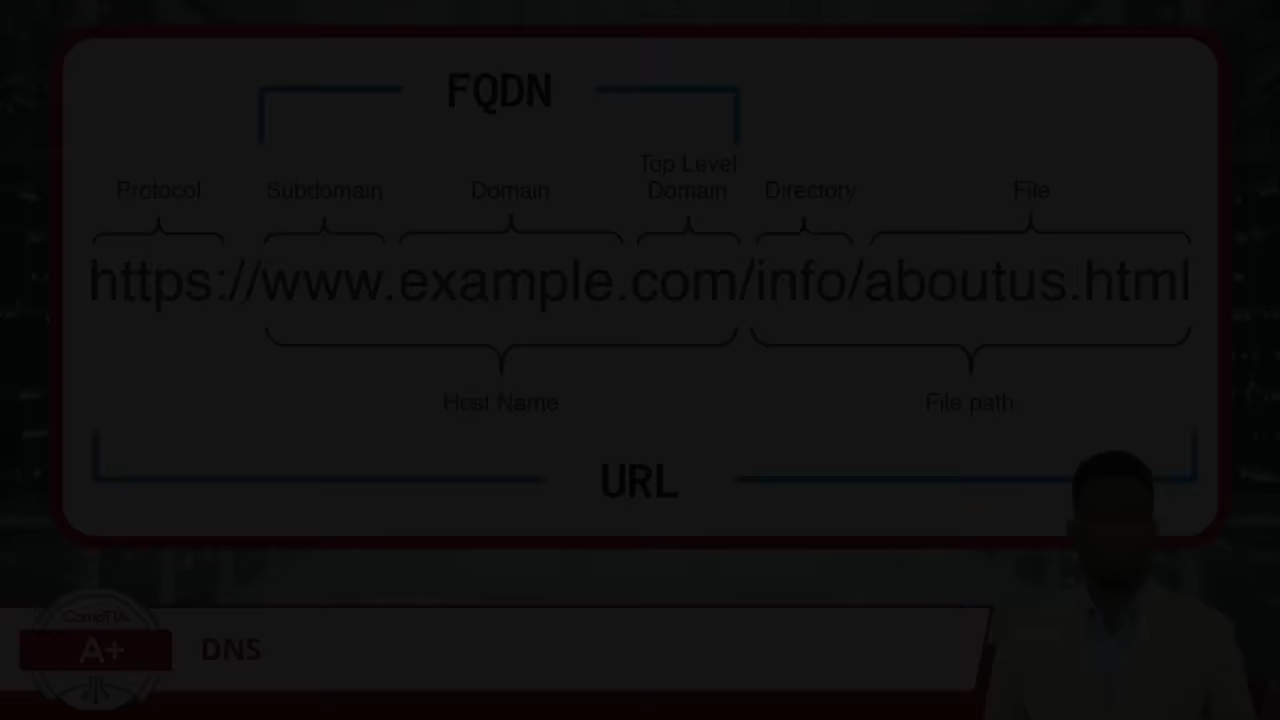 FQDN
Protocol Subdomain Domain Top Level Domain Directory File
https://www.example.com/info/aboutus.html
Host Name File path
URL
CompTIA
A+ DNS